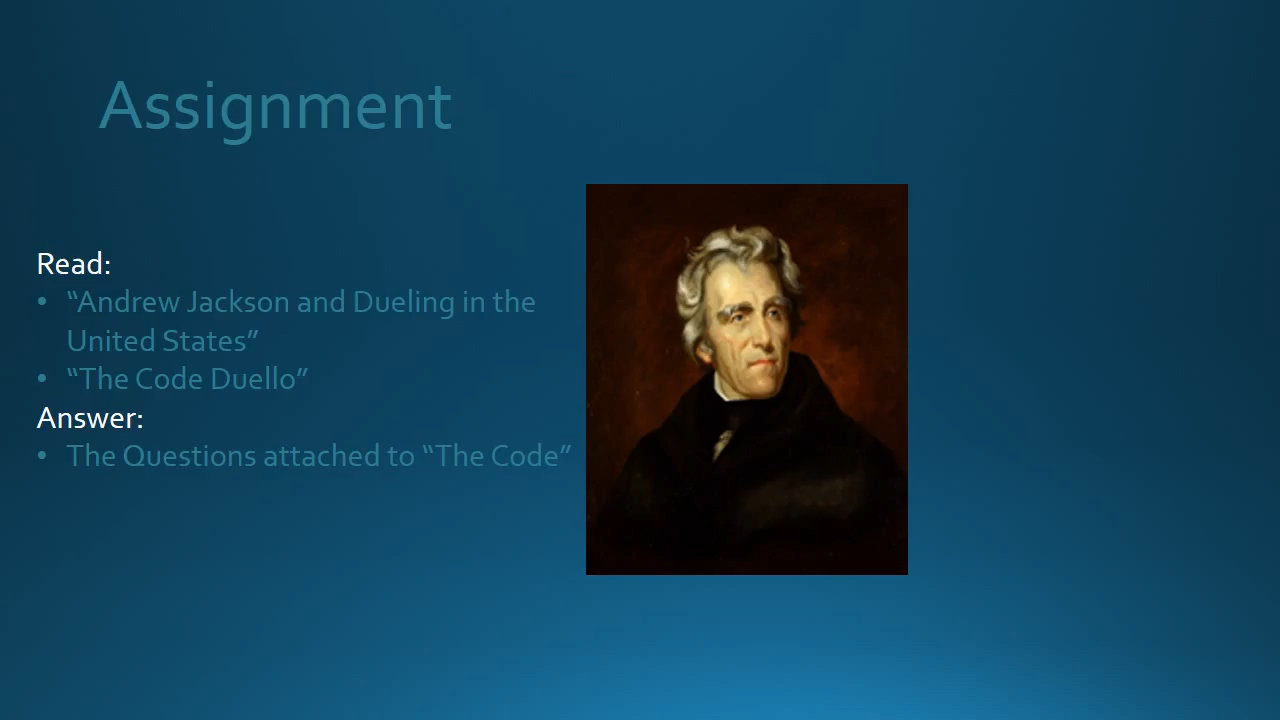 Assignment
Read:
• “Andrew Jackson and Dueling in the
United States”
• “The Code Duello”
Answer:
• The Questions attached to “The Code”